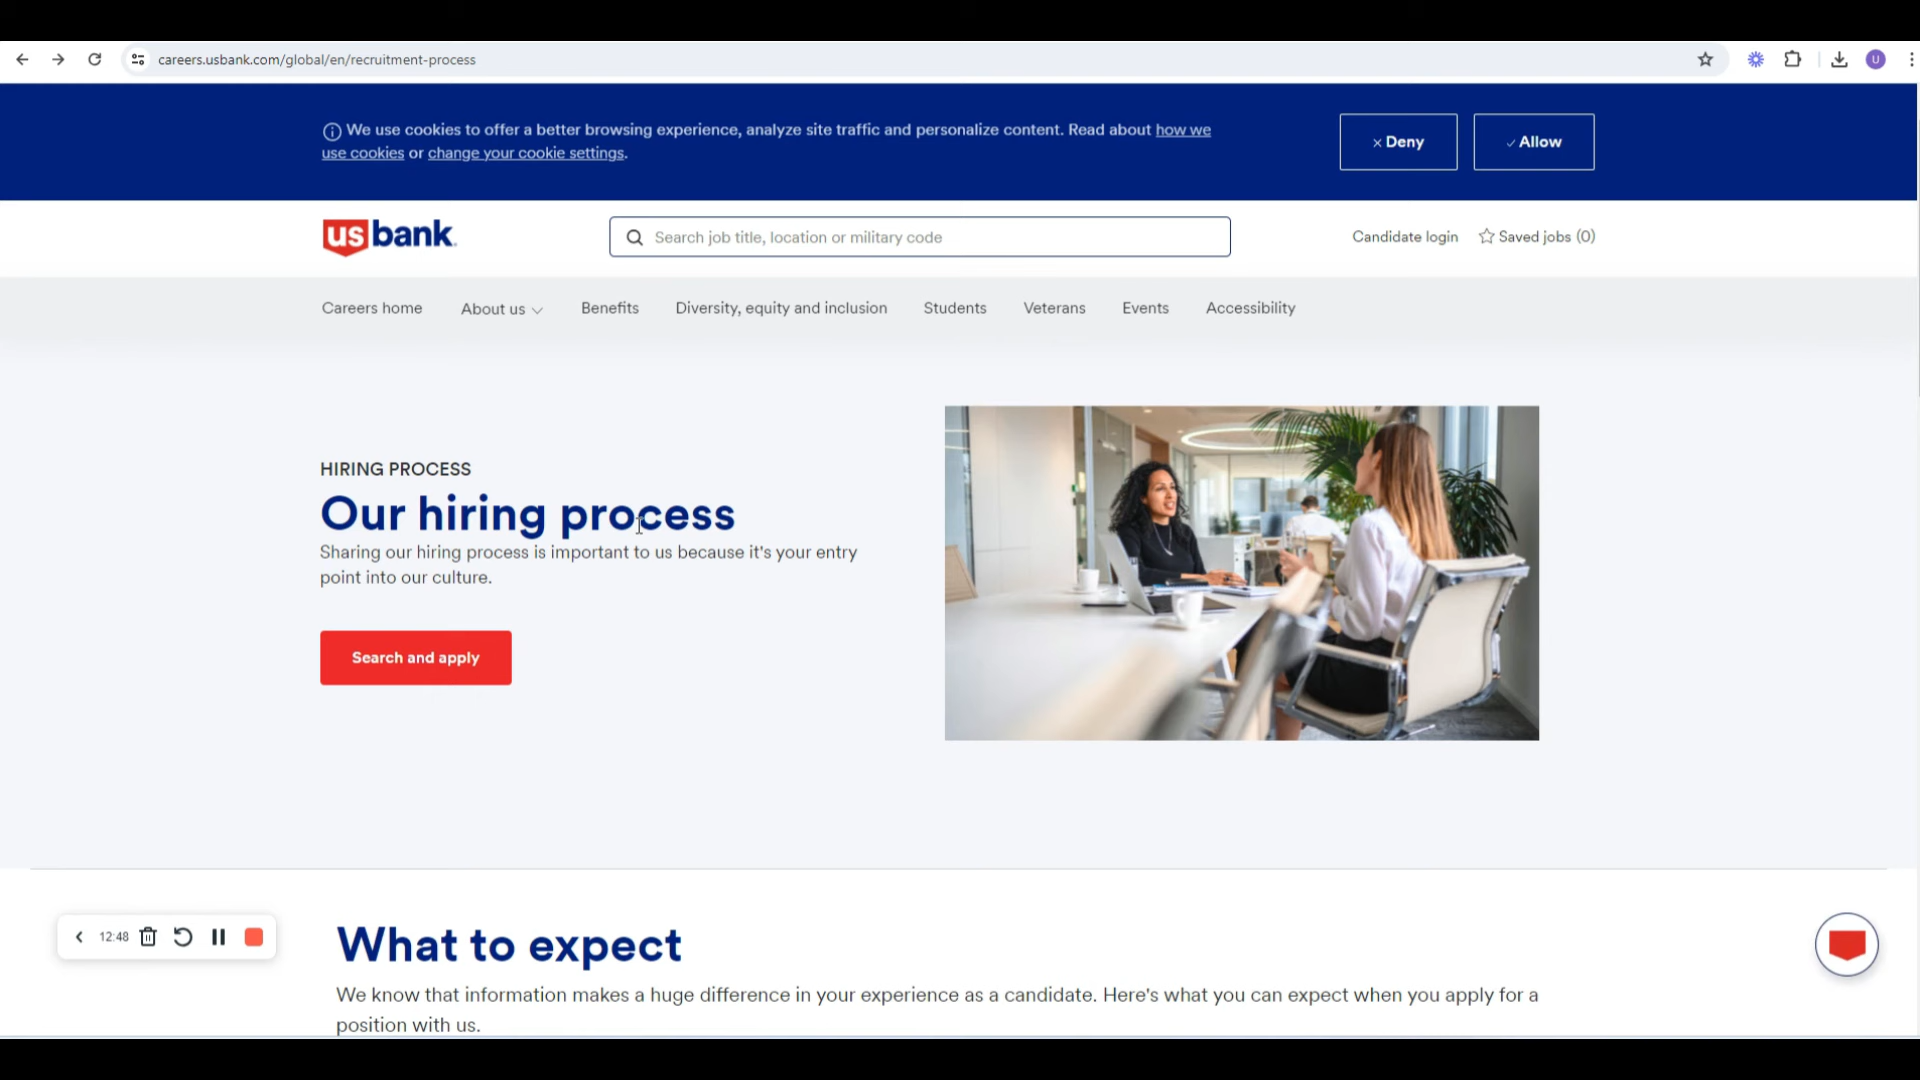 careers.usbank.com/global/en/recruitment-process
U
We use cookies to offer a better browsing experience, analyze site traffic and personalize content. Read about how we
use cookies or change your cookie settings.
Deny
Allow
us bank
Search job title, location or military code
Candidate login
Saved jobs (0)
Careers home
About us
Benefits
Diversity, equity and inclusion
Students
Veterans
Events
Accessibility
HIRING PROCESS
Our hiring process
Sharing our hiring process is important to us because it's your entry
point into our culture.
Search and apply
12:48
What to expect
We know that information makes a huge difference in your experience as a candidate. Here's what you can expect when you apply for a
position with us.